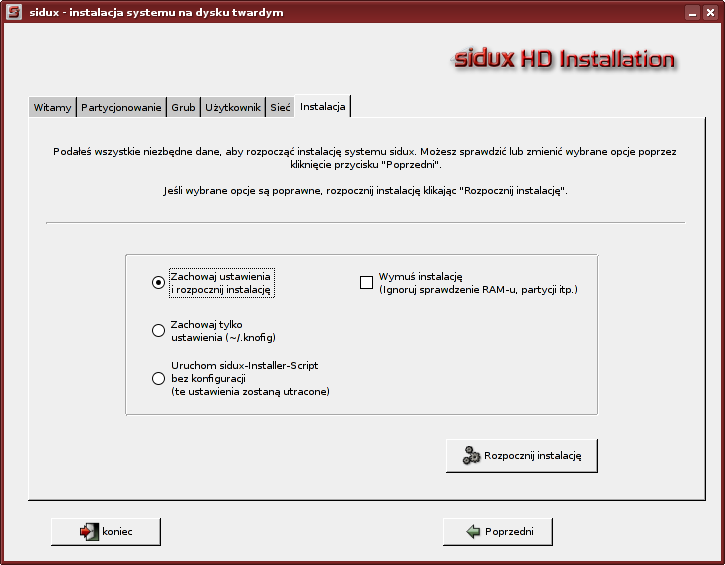 sidux - instalacja systemu na dysku twardym
sidux HD Installation
Witamy Partycjonowanie Grub Użytkownik Sieć Instalacja
Podałeś wszystkie niezbędne dane, aby rozpocząć instalację systemu sidux. Możesz sprawdzić lub zmienić wybrane opcje poprzez
kliknięcie przycisku "Poprzedni".
Jeśli wybrane opcje są poprawne, rozpocznij instalację klikając "Rozpocznij instalację".
Zachowaj ustawienia
i rozpocznij instalację
Wymuś instalację
(Ignoruj sprawdzenie RAM-u, partycji itp.)
Zachowaj tylko
ustawienia (~/.knofig)
Uruchom sidux-Installer-Script
bez konfiguracji
(te ustawienia zostaną utracone)
Rozpocznij instalację
koniec
Poprzedni